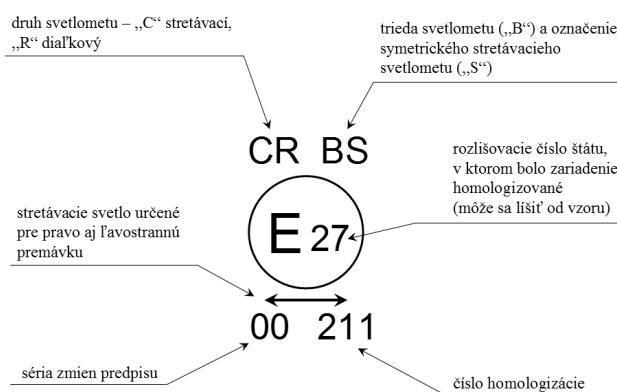 druh svetlometu – „C“ stretávací,
„R“ diaľkový
trieda svetlometu („B“) a označenie
symetrického stretávacieho
svetlometu („S“)
CR BS
rozlišovacie číslo štátu,
v ktorom bolo zariadenie
homologizované
(môže sa líšiť od vzoru)
E 27
stretávacie svetlo určené
pre pravo aj ľavostrannú
premávku
00 211
séria zmien predpisu
číslo homologizácie